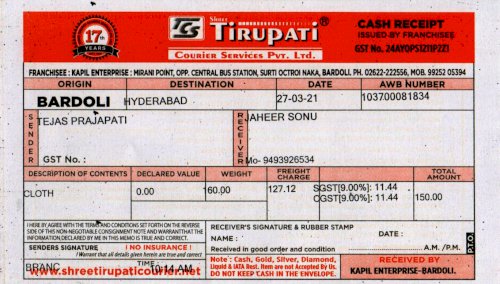 17th
YEARS
TCS
Shree
TIRUPATI
COURIER SERVICES PVT. LTD.
CASH RECEIPT
ISSUED BY FRANCHISEE
GST No. 24AYOPS1211P2Z1
FRANCHISEE : KAPIL ENTERPRISE : MIRANI POINT, OPP. CENTRAL BUS STATION, SURTI OCTROI NAKA, BARDOLI. PH. 02622-222556, MOB. 99252 05394
ORIGIN DESTINATION DATE AWB NUMBER
BARDOLI HYDERABAD 27-03-21 103700081834
SENDER
TEJAS PRAJAPATI
GST No. :
RECEIVER
JAHEER SONU
Mo- 9493926534
DESCRIPTION OF CONTENTS DECLARED VALUE WEIGHT FREIGHT CHARGE TOTAL AMOUNT
CLOTH 0.00 160.00 127.12 SGST[9.00%]: 11.44 150.00
CGST[9.00%]: 11.44
I HERE BY AGREE WITH THE TERMS AND CONDITIONS SET FORTH ON THE REVERSE
SIDE OF THIS NON-NEGOTIABLE CONSIGNMENT NOTE AND WARRANT THAT THE
INFORMATION DECLARED BY ME IN THIS MEMO IS TRUE AND CORRECT.
SENDERS SIGNATURE NO INSURANCE !
I Warrant that all details given herein are true and correct
TIME
BRANC 10:14 AM
www.shreetirupaticourier.net
RECEIVER'S SIGNATURE & RUBBER STAMP
NAME : DATE :
Received in good order and condition A.M. /P.M.
P.T.O.
Note : Cash, Gold, Silver, Diamond,
Liquid & IATA Rest. Item are not Accepted By Us.
DO NOT KEEP CASH IN THE ENVELOPE.
RECEIVED BY
KAPIL ENTERPRISE-BARDOLI.